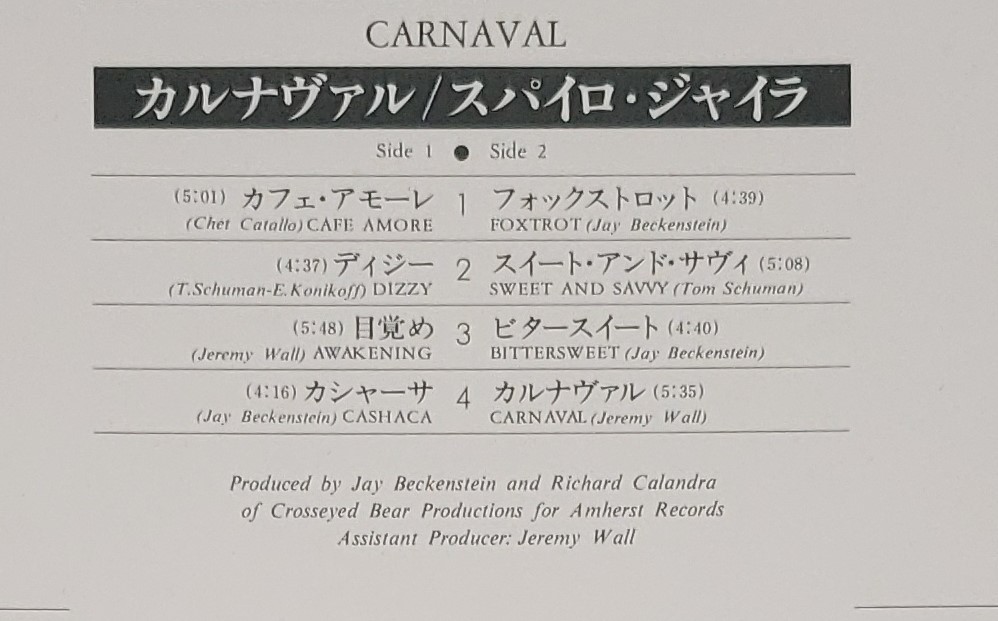 CARNAVAL
カルナヴァル/スパイロ・ジャイラ
Side 1 ● Side 2
(5:01) カフェ・アモーレ 1 フォックストロット (4:39)
(Chet Catallo) CAFE AMORE FOXTROT (Jay Beckenstein)
(4:37) ディジー 2 スイート・アンド・サヴィ (5:08)
(T.Schuman-E.Konikoff) DIZZY SWEET AND SAVVY (Tom Schuman)
(5:48) 目覚め 3 ビタースイート (4:40)
(Jeremy Wall) AWAKENING BITTERSWEET (Jay Beckenstein)
(4:16) カシャーサ 4 カルナヴァル (5:35)
(Jay Beckenstein) CASHACA CARNAVAL (Jeremy Wall)
Produced by Jay Beckenstein and Richard Calandra
of Crosseyed Bear Productions for Amherst Records
Assistant Producer: Jeremy Wall